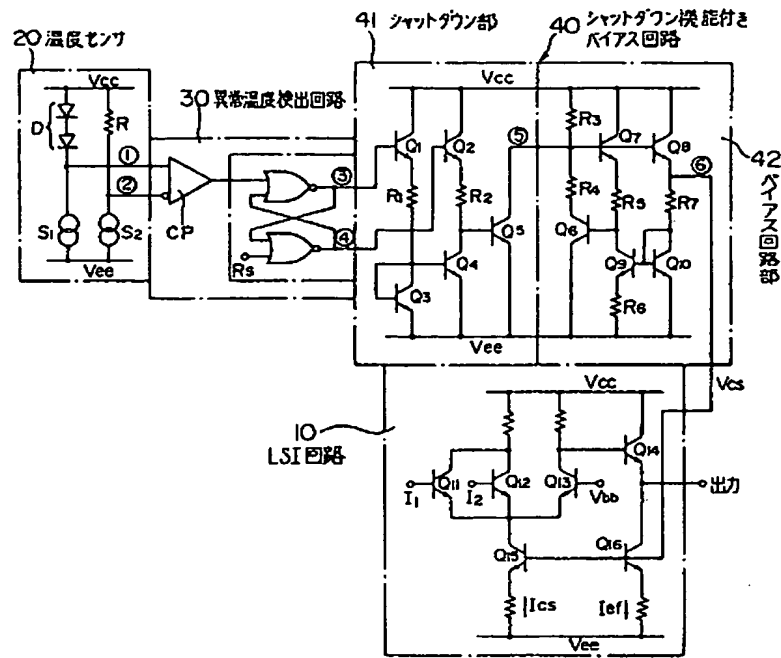 41 シャットダウン部
40 シャットダウン機能付き
バイアス回路
20 温度センサ
Vcc
30 異常温度検出回路
Vcc
D
R
①
②
CP
S1
S2
Vee
Rs
③
④
Q1
Q2
R1
R2
Q3
Q4
Q5
⑤
R3
Q7
Q8
⑥
R4
R5
R7
Q6
Q9
Q10
R6
Vee
42
バイアス回路部
Vcs
Vcc
10
LSI回路
Q14
Q11
Q12
Q13
I1
I2
Vbb
出力
Q15
Q16
Ics
Ief
Vee